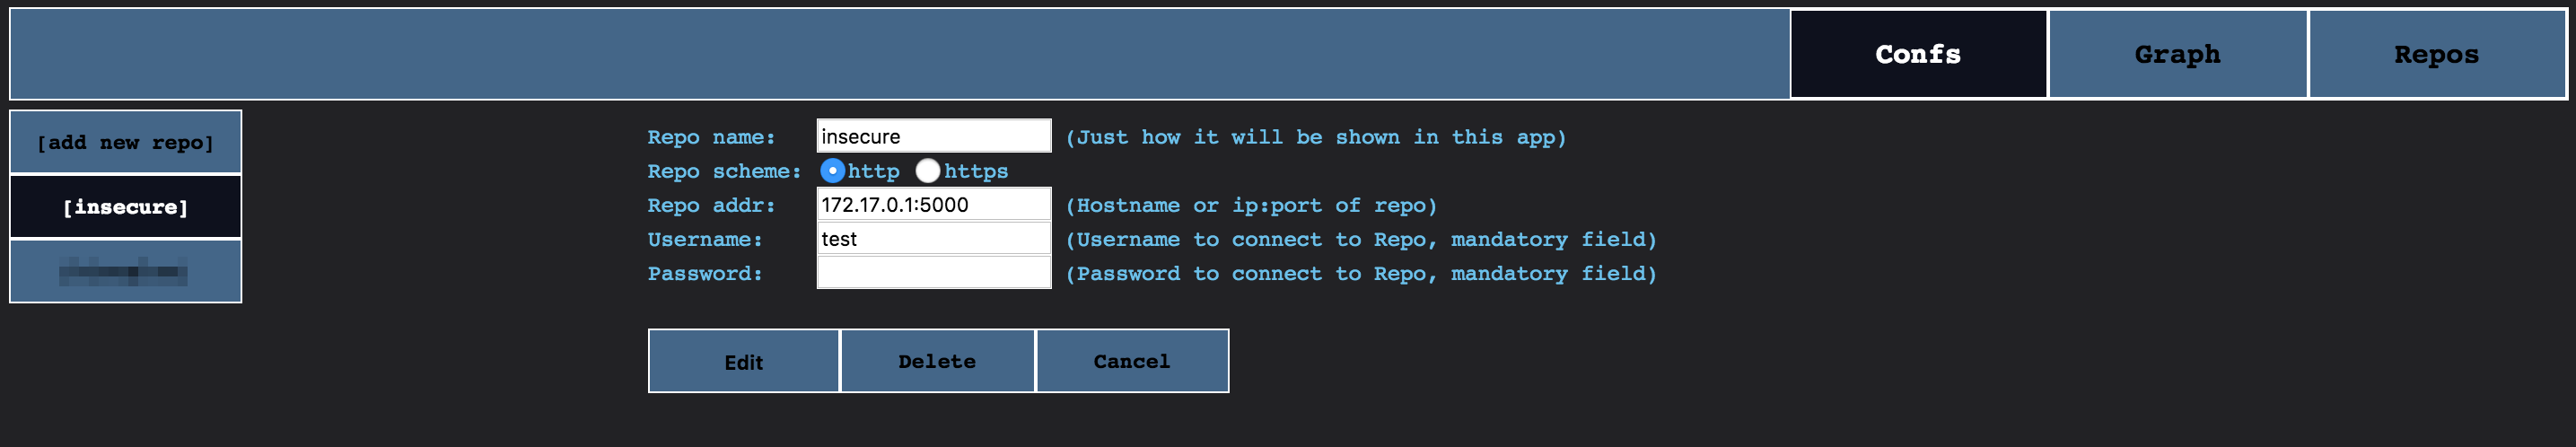 Confs Graph Repos
[add new repo]
[insecure]
Repo name: insecure (Just how it will be shown in this app)
Repo scheme: http https
Repo addr: 172.17.0.1:5000 (Hostname or ip:port of repo)
Username: test (Username to connect to Repo, mandatory field)
Password: (Password to connect to Repo, mandatory field)
Edit Delete Cancel